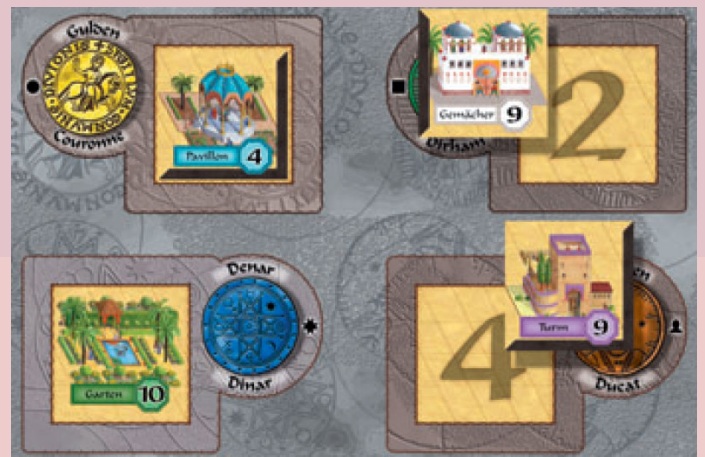 Gulden
Couronne
Pavillon 4
Gemächer 9
Dirham
2
Denar
Dinar
Garten 10
Turm 9
4
Ducat